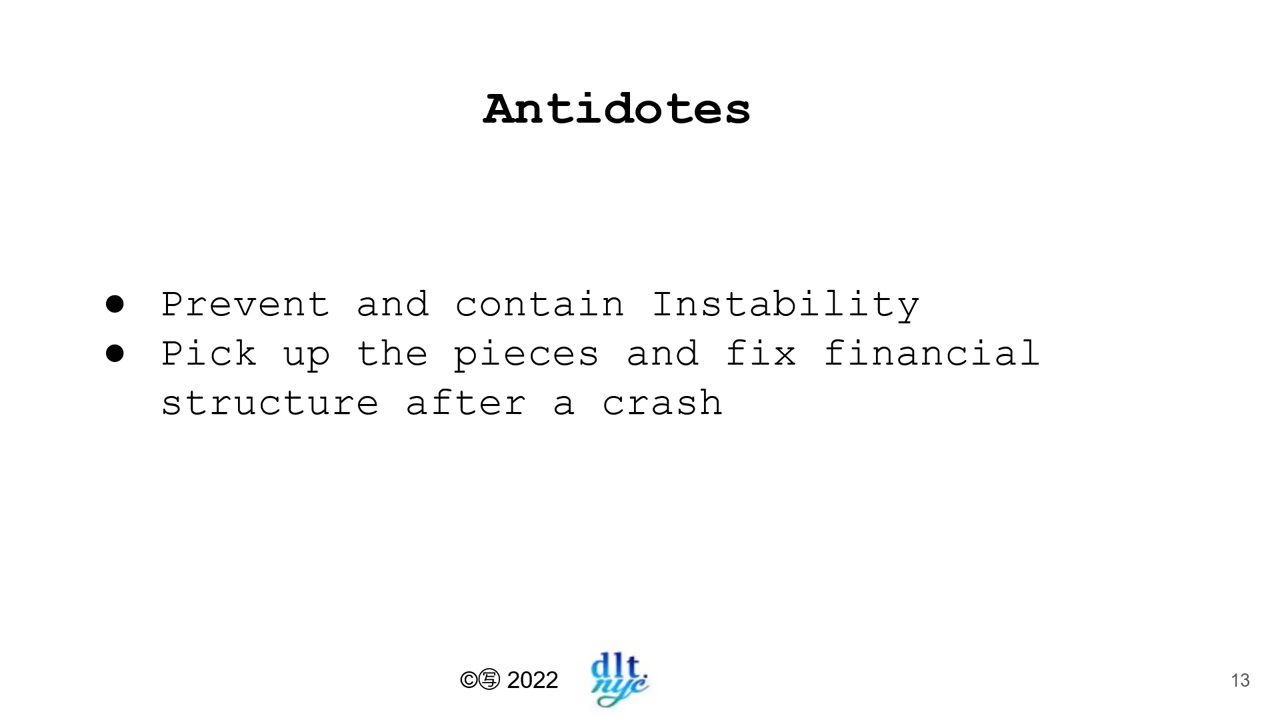 Antidotes
● Prevent and contain Instability
● Pick up the pieces and fix financial
structure after a crash
©㊢ 2022
dlt.
nyc
13